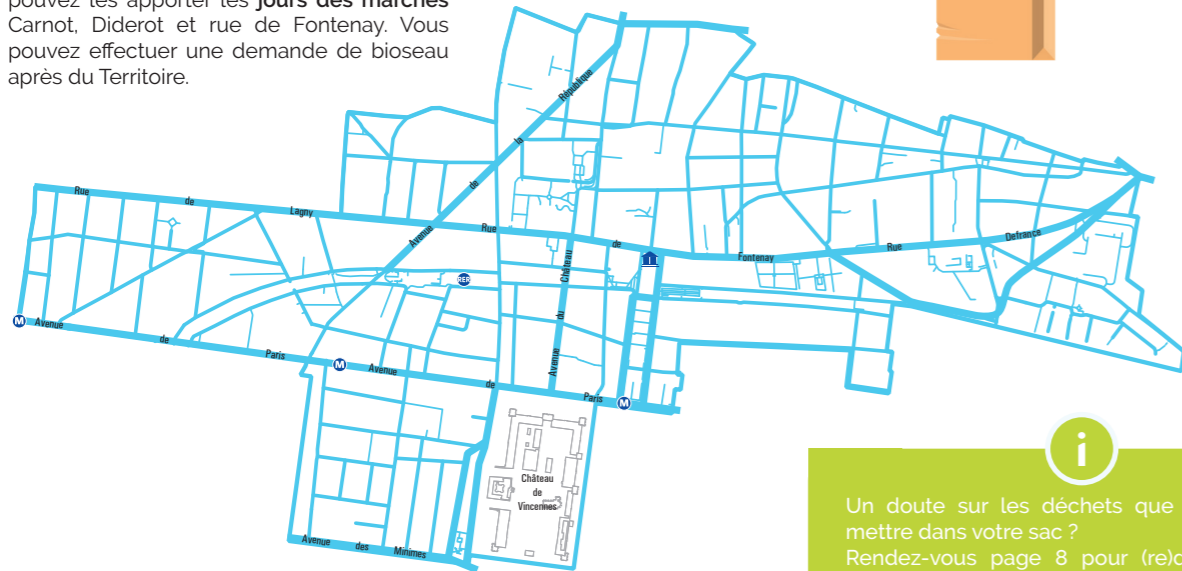 pouvez les apporter les jours des marchés
Carnot, Diderot et rue de Fontenay. Vous
pouvez effectuer une demande de bioseau
après du Territoire.
Avenue de la République
Rue de Lagny
Rue de Fontenay
Rue Defrance
RER
Avenue du Château
M
Avenue de Paris
M
Avenue de Paris
M
Château
de
Vincennes
Avenue des Minimes
i
Un doute sur les déchets que
mettre dans votre sac ?
Rendez-vous page 8 pour (re)d